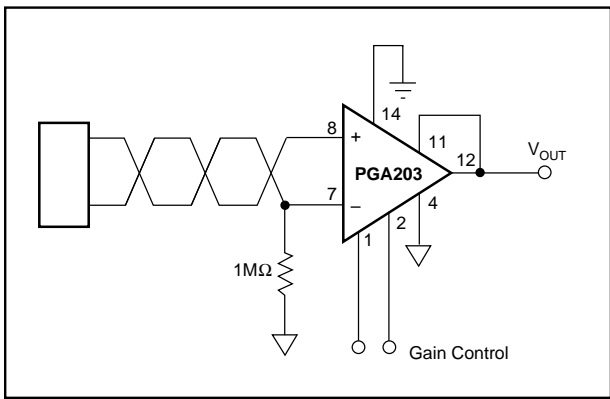 14
8
+
11
V_OUT
12
PGA203
7
–
4
2
1
1MΩ
Gain Control